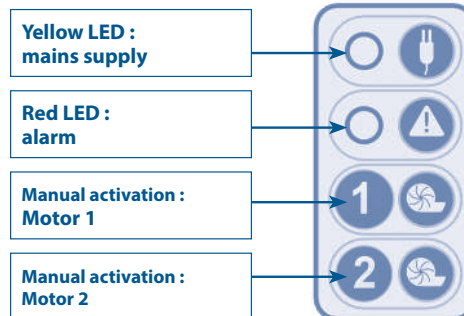 Yellow LED :
mains supply
Red LED :
alarm
Manual activation :
Motor 1
1
Manual activation :
Motor 2
2